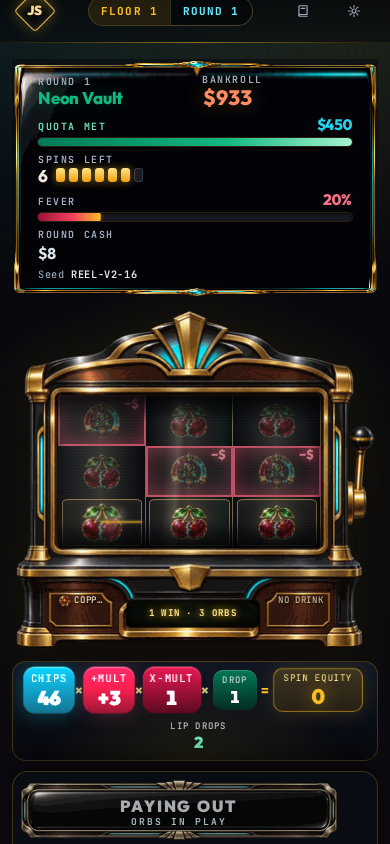 JS
FLOOR 1
ROUND 1
ROUND 1
BANKROLL
Neon Vault
$933
QUOTA MET
$450
SPINS LEFT
6
FEVER
20%
ROUND CASH
$8
Seed REEL-V2-16
-$
-$
-$
COPP…
1 WIN · 3 ORBS
NO DRINK
CHIPS
46
×
+MULT
+3
×
X-MULT
1
×
DROP
1
=
SPIN EQUITY
0
LIP DROPS
2
PAYING OUT
ORBS IN PLAY